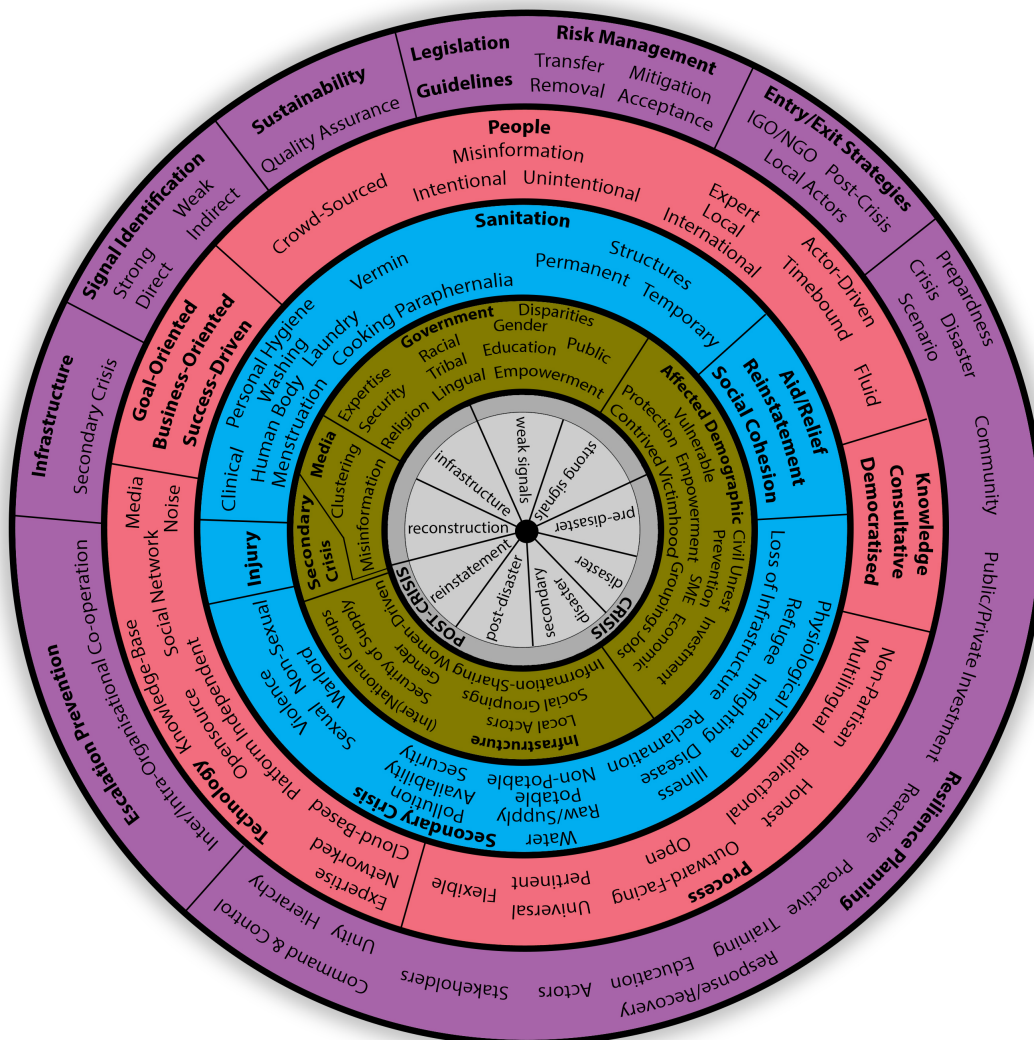 Legislation
Guidelines
Risk Management
Transfer
Removal
Mitigation
Acceptance
Entry/Exit Strategies
IGO/NGO
Post-Crisis
Local Actors
Prepardness
Crisis
Disaster
Scenario
Community
Public/Private Investment
Resilience Planning
Reactive
Proactive
Training
Response/Recovery
Education
Actors
Stakeholders
Unity
Hierarchy
Command & Control
Escalation Prevention
Inter/Intra-Organisational Co-operation
Infrastructure
Secondary Crisis
Signal Identification
Strong
Direct
Weak
Indirect
Sustainability
Quality Assurance
People
Misinformation
Intentional
Unintentional
Crowd-Sourced
Expert
Local
International
Actor-Driven
Timebound
Fluid
Knowledge
Consultative
Democratised
Non-Partisan
Multilingual
Bidirectional
Honest
Open
Outward-Facing
Process
Pertinent
Universal
Flexible
Technology
Expertise
Networked
Cloud-Based
Platform Independent
Opensource
Knowledge-Base
Social Network
Media
Noise
Goal-Oriented
Business-Oriented
Success-Driven
Sanitation
Vermin
Structures
Permanent
Temporary
Cooking Paraphernalia
Laundry
Personal Hygiene
Washing
Human Body
Menstruation
Clinical
Aid/Relief
Reinstatement
Social Cohesion
Loss of Infrastructure
Physiological Trauma
Refugee
Infighting
Disease
Illness
Reclamation
Water
Raw/Supply
Potable
Non-Potable
Secondary Crisis
Pollution
Availability
Security
Violence
Non-Sexual
Sexual
Warlord
Injury
Government
Disparities
Gender
Racial
Tribal
Lingual
Education
Public
Empowerment
Expertise
Security
Religion
Affected Demographic
Vulnerable
Protection
Empowerment
Contrived Victimhood
Groupings
Civil Unrest
Prevention
SME
Investment
Economic
Jobs
Infrastructure
Local Actors
Social Groupings
Information-Sharing
(Inter)National Groups
Security of Supply
Gender
Women-Driven
Media
Clustering
Misinformation
Secondary
Crisis
weak signals
strong signals
pre-disaster
disaster
secondary
disaster
post-disaster
reinstatement
reconstruction
infrastructure
CRISIS
POST-CRISIS